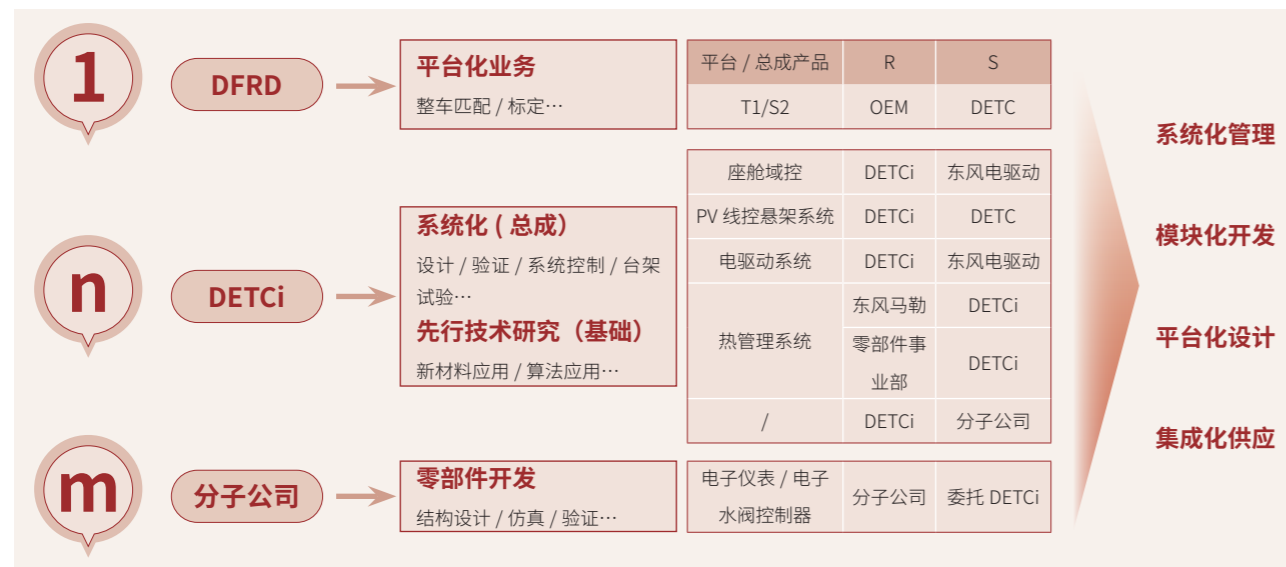 1
DFRD
平台化业务
整车匹配 / 标定…
平台 / 总成产品 R S
T1/S2 OEM DETC
n
DETCi
系统化 ( 总成）
设计 / 验证 / 系统控制 / 台架
试验…
先行技术研究（基础）
新材料应用 / 算法应用…
座舱域控 DETCi 东风电驱动
PV 线控悬架系统 DETCi DETC
电驱动系统 DETCi 东风电驱动
热管理系统
东风马勒 DETCi
零部件事
业部
DETCi
/ DETCi 分子公司
m
分子公司
零部件开发
结构设计 / 仿真 / 验证…
电子仪表 / 电子
水阀控制器
分子公司 委托 DETCi
系统化管理
模块化开发
平台化设计
集成化供应